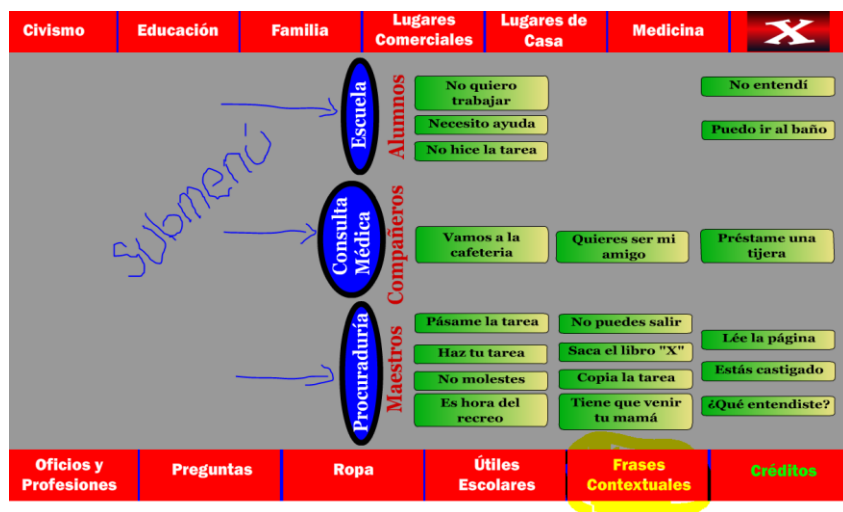 Civismo
Educación
Familia
Lugares
Comerciales
Lugares de
Casa
Medicina
X
submenú
Escuela
Alumnos
No quiero
trabajar
No entendí
Necesito ayuda
Puedo ir al baño
No hice la tarea
Consulta
Médica
Compañeros
Vamos a la
cafeteria
Quieres ser mi
amigo
Préstame una
tijera
Procuraduría
Maestros
Pásame la tarea
No puedes salir
Lée la página
Haz tu tarea
Saca el libro "X"
Estás castigado
No molestes
Copia la tarea
Es hora del
recreo
Tiene que venir
tu mamá
¿Qué entendiste?
Oficios y
Profesiones
Preguntas
Ropa
Útiles
Escolares
Frases
Contextuales
Créditos